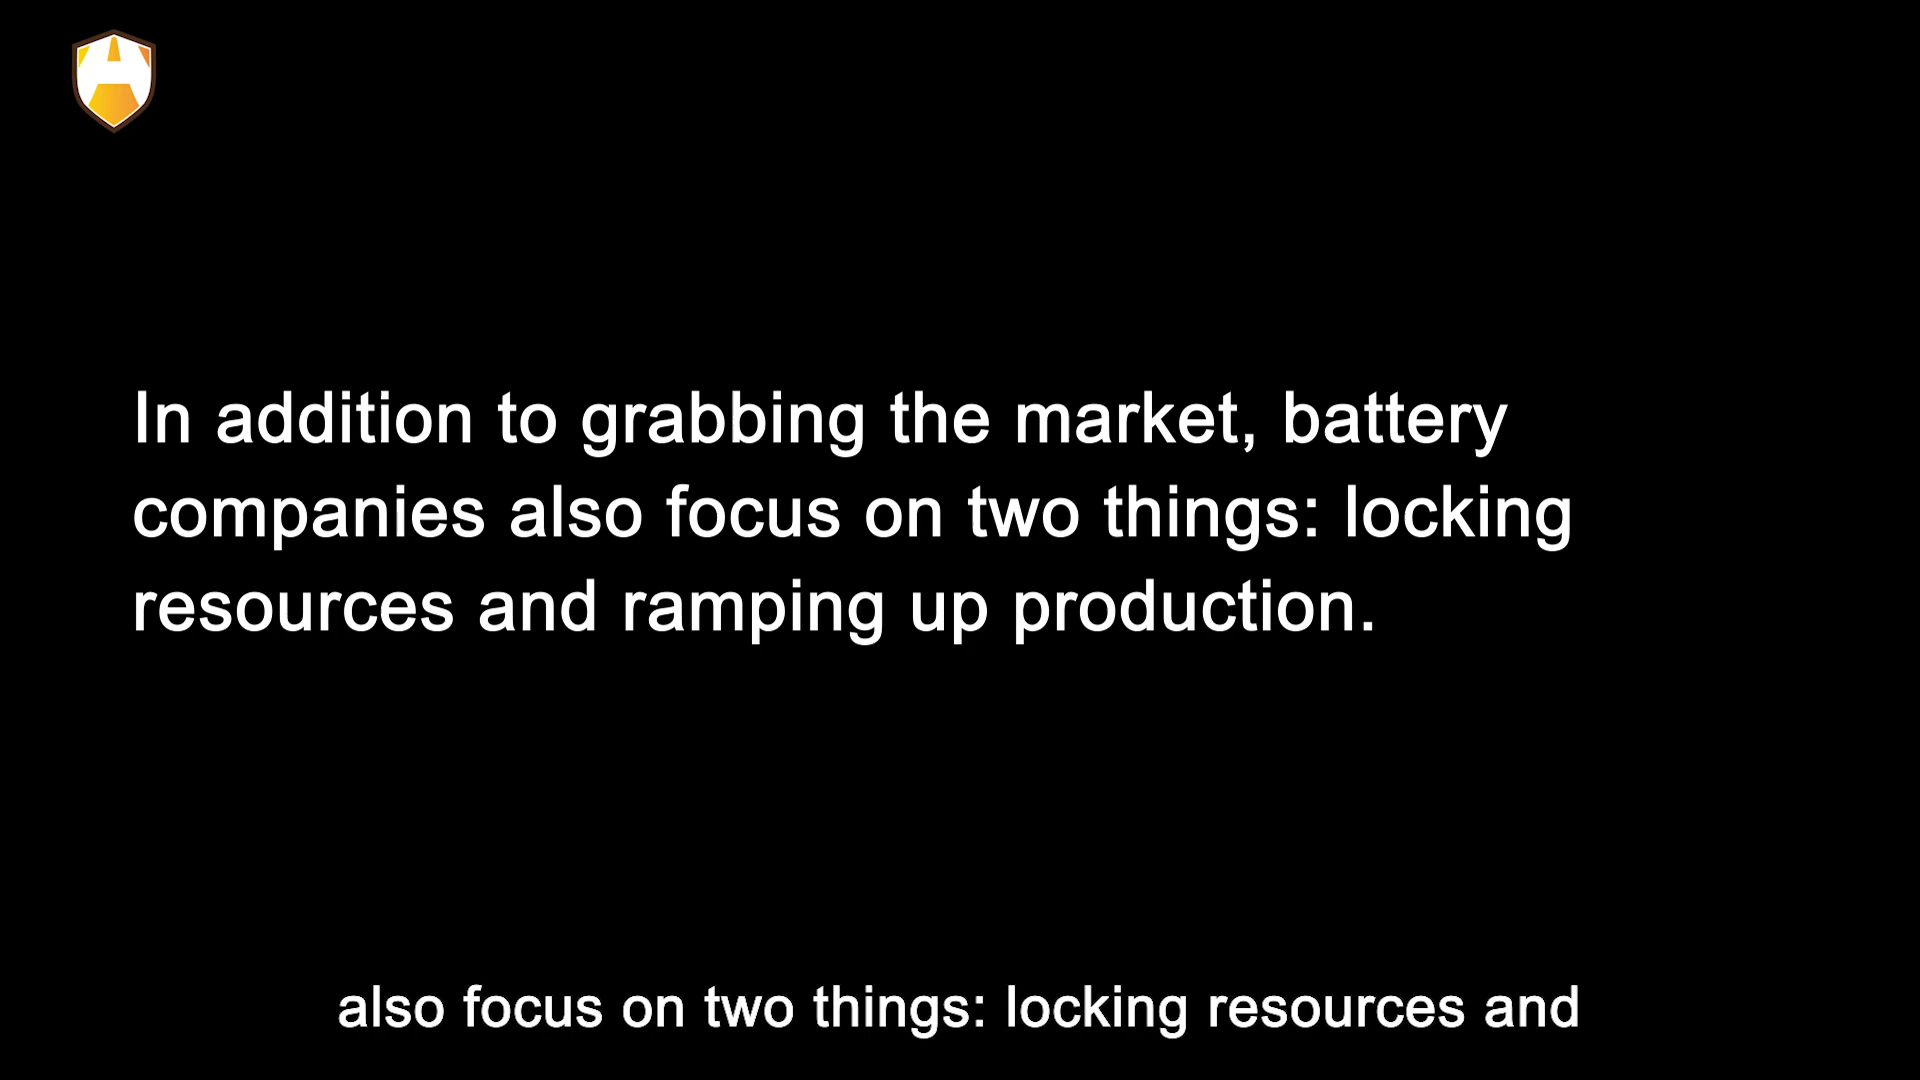 In addition to grabbing the market, battery
companies also focus on two things: locking
resources and ramping up production.
also focus on two things: locking resources and